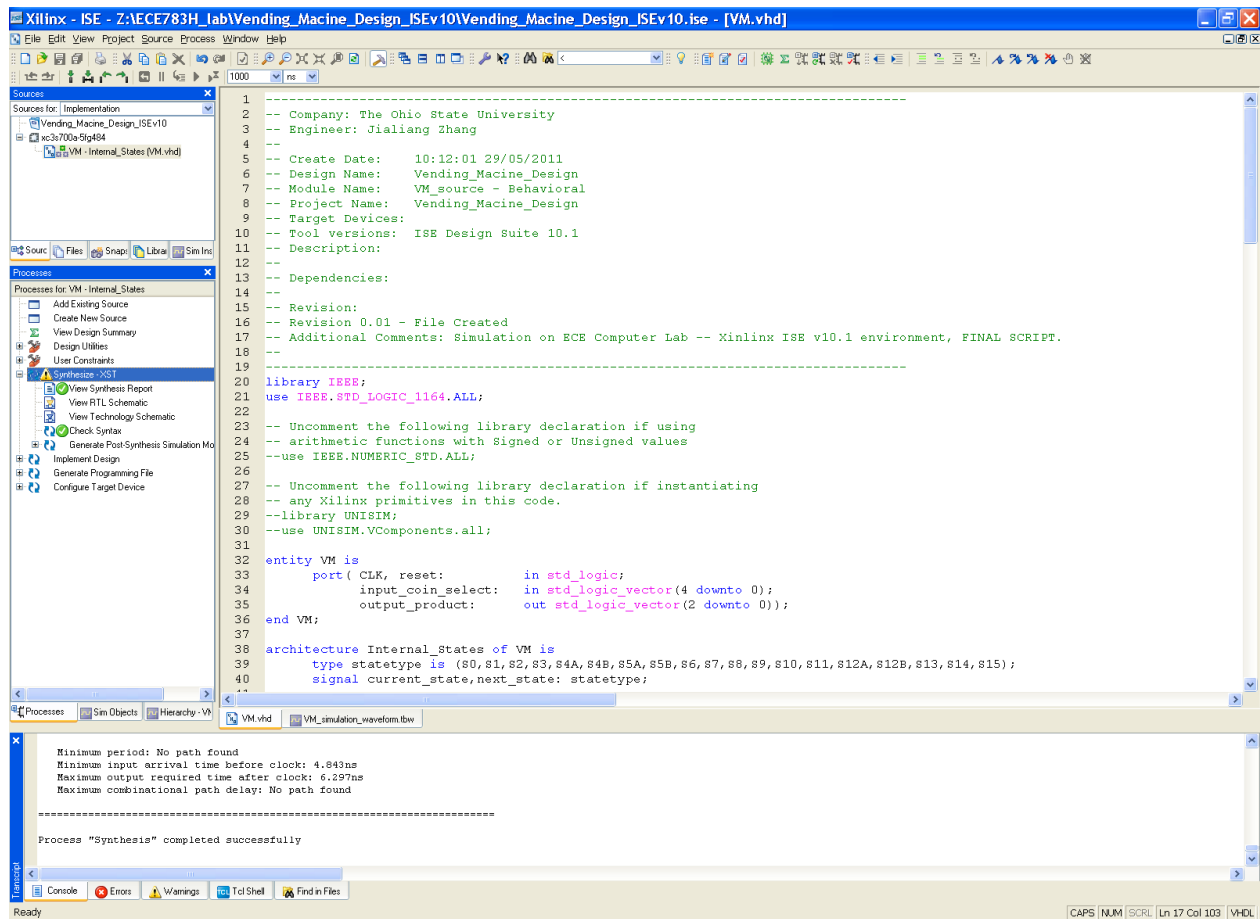 Xilinx - ISE - Z:\ECE783H_lab\Vending_Macine_Design_ISEv10\Vending_Macine_Design_ISEv10.ise - [VM.vhd]
File Edit View Project Source Process Window Help
1000 ns
Sources
Sources for: Implementation
Vending_Macine_Design_ISEv10
xc3s700a-5fg484
VM - Internal_States (VM.vhd)
Sourc Files Snap: Librai Sim Ins
Processes
Processes for: VM - Internal_States
Add Existing Source
Create New Source
View Design Summary
Design Utilities
User Constraints
Synthesize - XST
View Synthesis Report
View RTL Schematic
View Technology Schematic
Check Syntax
Generate Post-Synthesis Simulation Mo
Implement Design
Generate Programming File
Configure Target Device
Processes Sim Objects Hierarchy - VM
1 --------------------------------------------------------------------------------
2 -- Company: The Ohio State University
3 -- Engineer: Jialiang Zhang
4 --
5 -- Create Date: 10:12:01 29/05/2011
6 -- Design Name: Vending_Macine_Design
7 -- Module Name: VM_source - Behavioral
8 -- Project Name: Vending_Macine_Design
9 -- Target Devices:
10 -- Tool versions: ISE Design Suite 10.1
11 -- Description:
12 --
13 -- Dependencies:
14 --
15 -- Revision:
16 -- Revision 0.01 - File Created
17 -- Additional Comments: Simulation on ECE Computer Lab -- Xinlinx ISE v10.1 environment, FINAL SCRIPT.
18 --
19 --------------------------------------------------------------------------------
20 library IEEE;
21 use IEEE.STD_LOGIC_1164.ALL;
22
23 -- Uncomment the following library declaration if using
24 -- arithmetic functions with Signed or Unsigned values
25 --use IEEE.NUMERIC_STD.ALL;
26
27 -- Uncomment the following library declaration if instantiating
28 -- any Xilinx primitives in this code.
29 --library UNISIM;
30 --use UNISIM.VComponents.all;
31
32 entity VM is
33 port( CLK, reset: in std_logic;
34 input_coin_select: in std_logic_vector(4 downto 0);
35 output_product: out std_logic_vector(2 downto 0));
36 end VM;
37
38 architecture Internal_States of VM is
39 type statetype is (S0,S1,S2,S3,S4A,S4B,S5A,S5B,S6,S7,S8,S9,S10,S11,S12A,S12B,S13,S14,S15);
40 signal current_state,next_state: statetype;
VM.vhd VM_simulation_waveform.tbw
Minimum period: No path found
Minimum input arrival time before clock: 4.843ns
Maximum output required time after clock: 6.297ns
Maximum combinational path delay: No path found
=========================================================================
Process "Synthesis" completed successfully
Transcript
Console Errors Warnings Tcl Shell Find in Files
Ready
CAPS NUM SCRL Ln 17 Col 103 VHDL